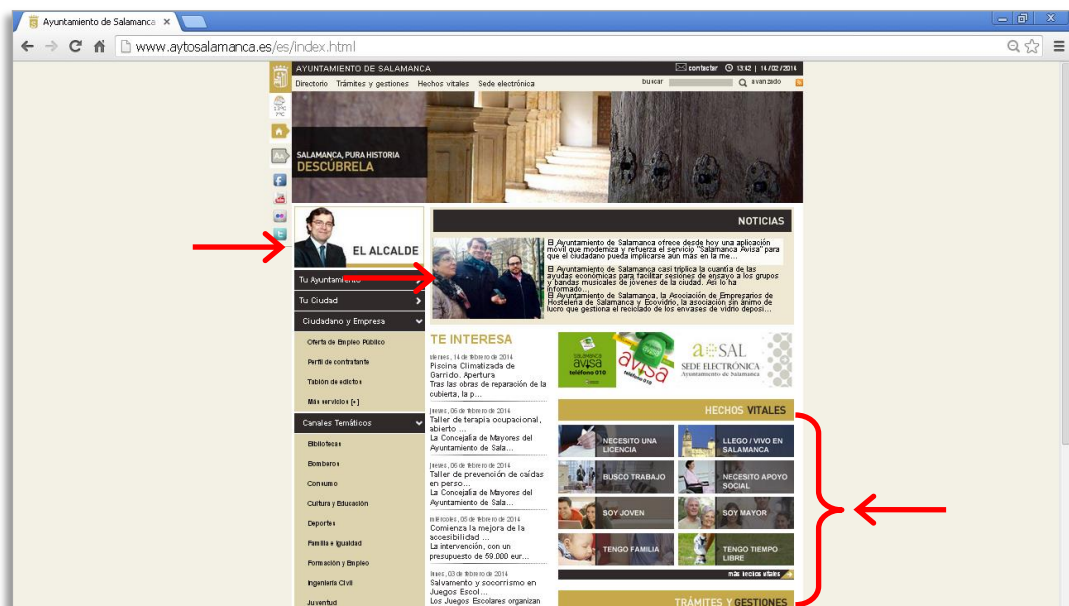 Ayuntamiento de Salamanca
www.aytosalamanca.es/es/index.html
AYUNTAMIENTO DE SALAMANCA
contactar 13:42 | 14/02/2014
Directorio Trámites y gestiones Hechos vitales Sede electrónica
buscar avanzado
SALAMANCA, PURA HISTORIA
DESCÚBRELA
EL ALCALDE
Tu Ayuntamiento
Tu Ciudad
Ciudadano y Empresa
Oferta de Empleo Público
Perfil de contratante
Tablón de edictos
Más servicios [+]
Canales Temáticos
Bibliotecas
Bomberos
Consumo
Cultura y Educación
Deportes
Familia e Igualdad
Formación y Empleo
Ingeniería Civil
Juventud
NOTICIAS
El Ayuntamiento de Salamanca ofrece desde hoy una aplicación
móvil que moderniza y refuerza el servicio "Salamanca Avisa" para
que el ciudadano pueda implicarse aún más en la me...
El Ayuntamiento de Salamanca casi triplica la cuantía de las
ayudas económicas para facilitar sesiones de ensayo a los grupos
y bandas musicales de jóvenes de la ciudad. Así lo ha
informado...
El Ayuntamiento de Salamanca, la Asociación de Empresarios de
Hostelería de Salamanca y Ecovidrio, la asociación sin ánimo de
lucro que gestiona el reciclado de los envases de vidrio deposi...
TE INTERESA
viernes, 14 de febrero de 2014
Piscina Climatizada de
Garrido. Apertura
Tras las obras de reparación de la
cubierta, la p...
jueves, 06 de febrero de 2014
Taller de terapia ocupacional,
abierto ...
La Concejalía de Mayores del
Ayuntamiento de Sala...
jueves, 06 de febrero de 2014
Taller de prevención de caídas
en perso...
La Concejalía de Mayores del
Ayuntamiento de Sala...
miércoles, 05 de febrero de 2014
Comienza la mejora de la
accesibilidad ...
La intervención, con un
presupuesto de 59.000 eur...
lunes, 03 de febrero de 2014
Salvamento y socorrismo en
Juegos Escol...
Los Juegos Escolares organizan
SALAMANCA
avisa
teléfono 010
avisa
teléfono 010
a SAL
SEDE ELECTRÓNICA
Ayuntamiento de Salamanca
HECHOS VITALES
NECESITO UNA
LICENCIA
LLEGO / VIVO EN
SALAMANCA
BUSCO TRABAJO
NECESITO APOYO
SOCIAL
SOY JOVEN
SOY MAYOR
TENGO FAMILIA
TENGO TIEMPO
LIBRE
más hechos vitales
TRÁMITES Y GESTIONES